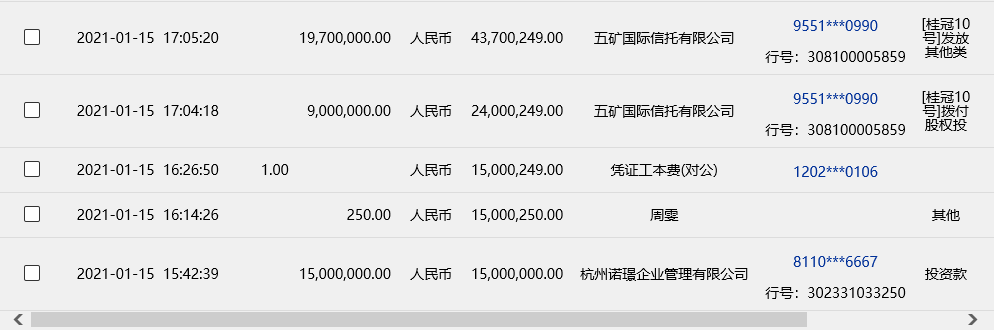 2021-01-15 17:05:20 19,700,000.00 人民币 43,700,249.00 五矿国际信托有限公司 9551***0990
行号：308100005859
[桂冠10
号]发放
其他类
2021-01-15 17:04:18 9,000,000.00 人民币 24,000,249.00 五矿国际信托有限公司 9551***0990
行号：308100005859
[桂冠10
号]拨付
股权投
2021-01-15 16:26:50 1.00 人民币 15,000,249.00 凭证工本费(对公) 1202***0106
2021-01-15 16:14:26 250.00 人民币 15,000,250.00 周雯 其他
2021-01-15 15:42:39 15,000,000.00 人民币 15,000,000.00 杭州诺璟企业管理有限公司 8110***6667
行号：302331033250
投资款